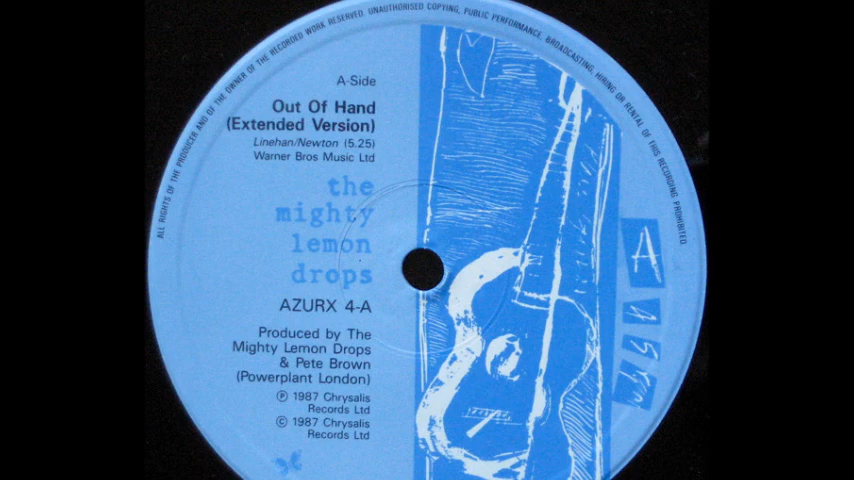 ALL RIGHTS OF THE PRODUCER AND OF THE OWNER OF THE RECORDED WORK RESERVED. UNAUTHORISED COPYING, PUBLIC PERFORMANCE, BROADCASTING, HIRING OR RENTAL OF THIS RECORDING PROHIBITED.
A-Side
Out Of Hand
(Extended Version)
Linehan/Newton (5.25)
Warner Bros Music Ltd
the
mighty
lemon
drops
AZURX 4-A
Produced by The
Mighty Lemon Drops
& Pete Brown
(Powerplant London)
Ⓟ 1987 Chrysalis
Records Ltd
© 1987 Chrysalis
Records Ltd
A